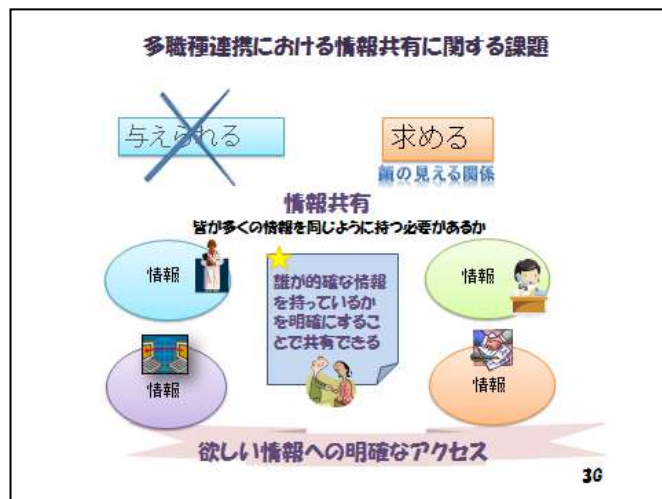 多職種連携における情報共有に関する課題
与えられる
求める
顔の見える関係
情報共有
皆が多くの情報を同じように持つ必要があるか
情報
情報
誰が的確な情報
を持っているか
を明確にするこ
とで共有できる
情報
情報
欲しい情報への明確なアクセス
36